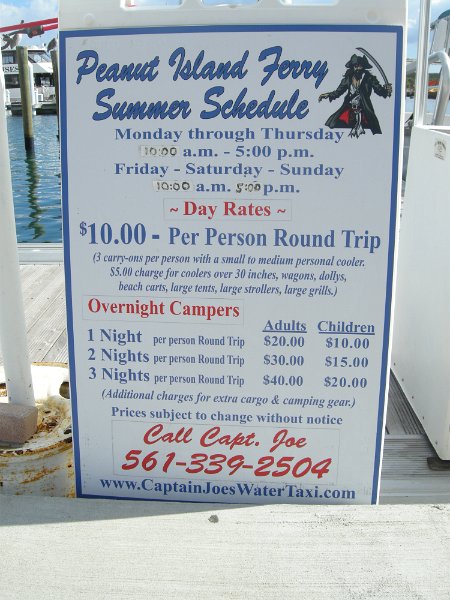 Peanut Island Ferry
Summer Schedule
Monday through Thursday
10:00 a.m. - 5:00 p.m.
Friday - Saturday - Sunday
10:00 a.m. 5:00 p.m.
~ Day Rates ~
$10.00 - Per Person Round Trip
(3 carry-ons per person with a small to medium personal cooler.
$5.00 charge for coolers over 30 inches, wagons, dollys,
beach carts, large tents, large strollers, large grills.)
Overnight Campers
Adults Children
1 Night per person Round Trip $20.00 $10.00
2 Nights per person Round Trip $30.00 $15.00
3 Nights per person Round Trip $40.00 $20.00
(Additional charges for extra cargo & camping gear.)
Prices subject to change without notice
Call Capt. Joe
561-339-2504
www.CaptainJoesWaterTaxi.com